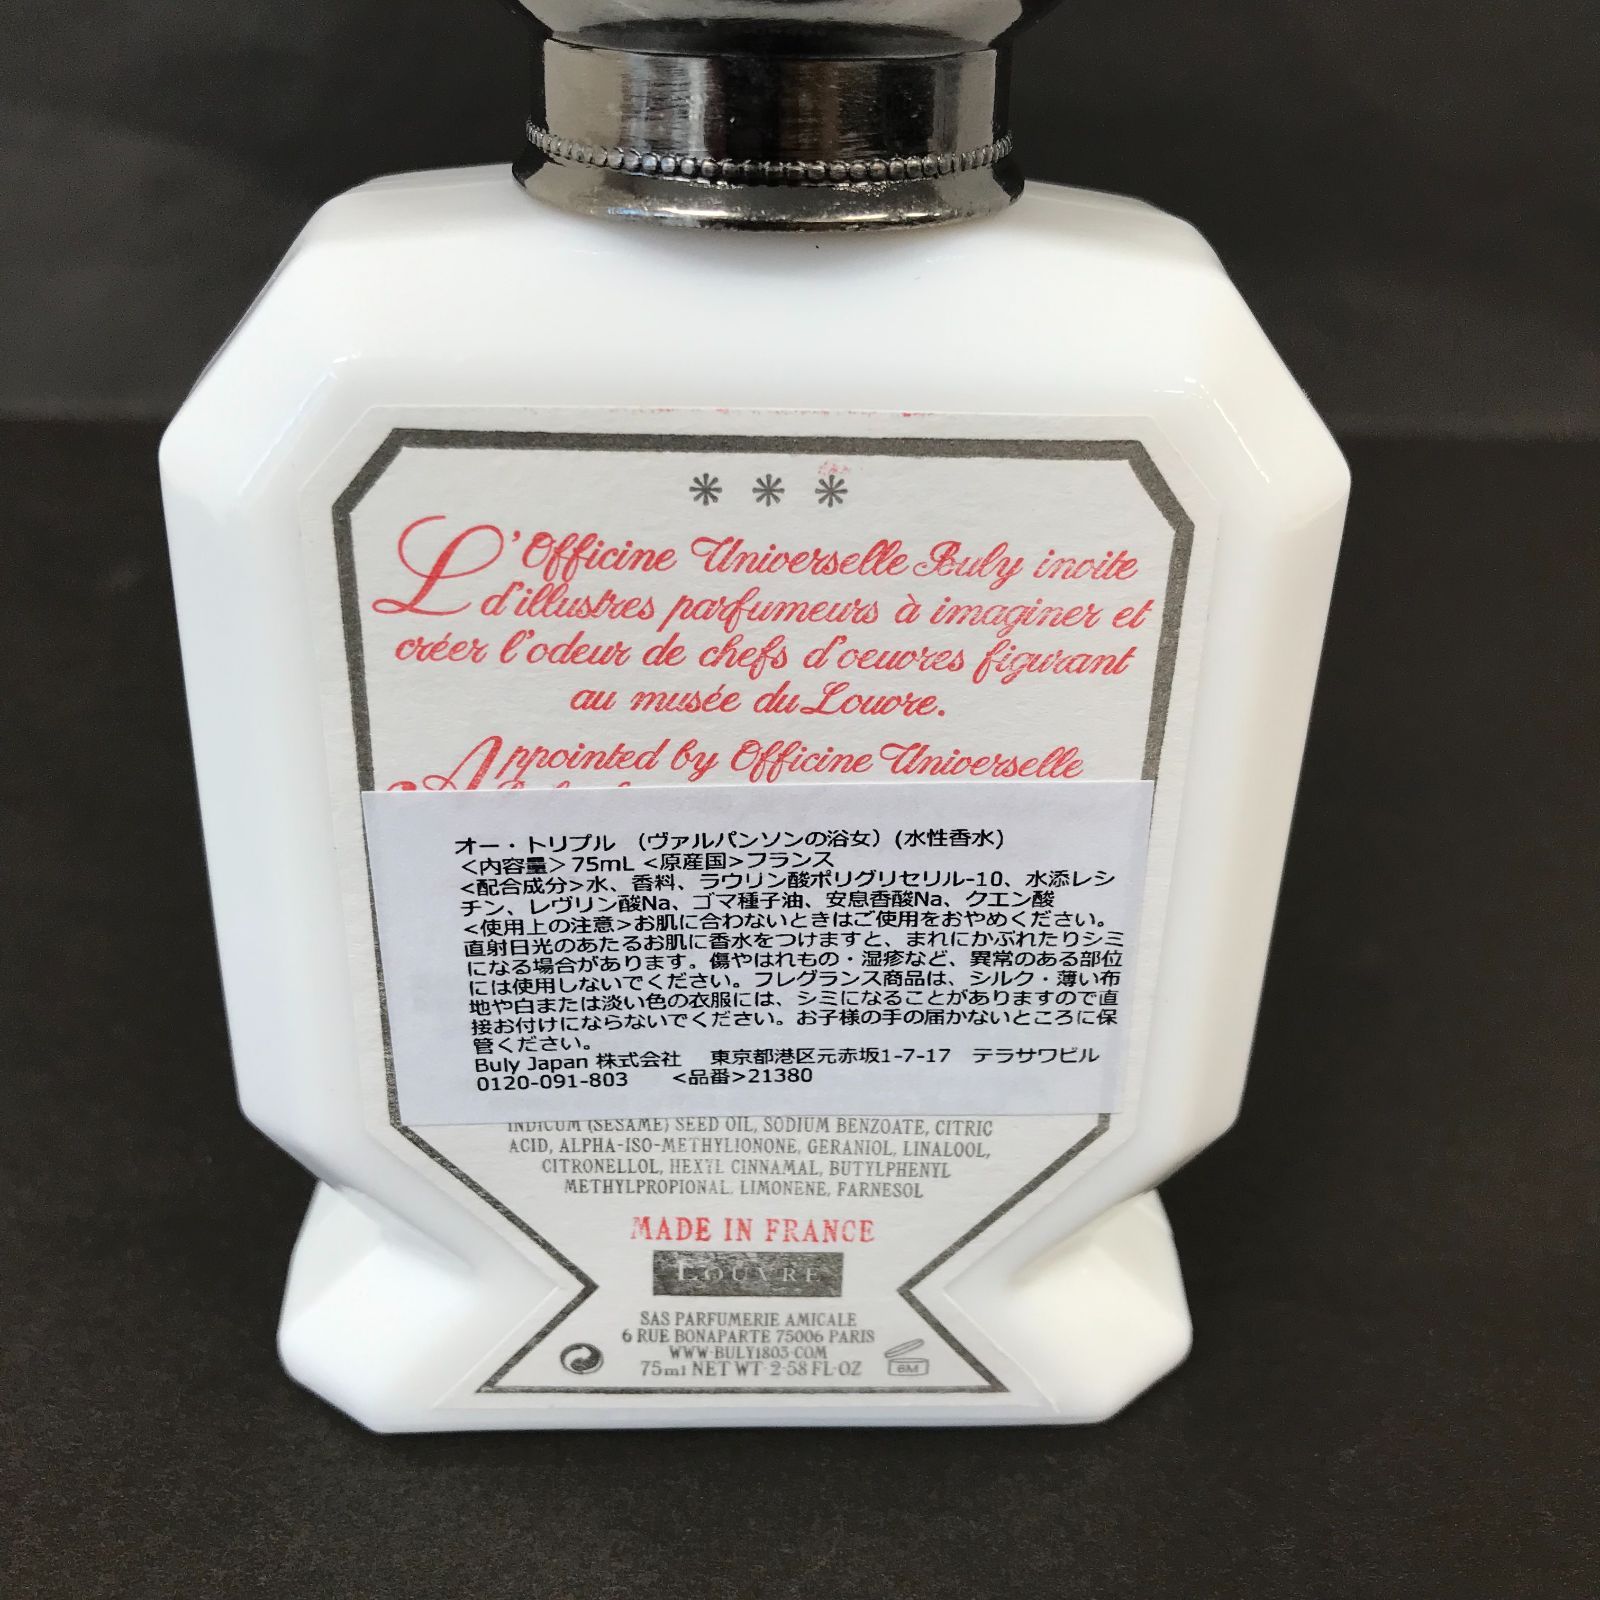 L'Officine Universelle Buly invite
d'illustres parfumeurs à imaginer et
créer l'odeur de chefs d'oeuvres figurant
au musée du Louvre.
Appointed by Officine Universelle
オー・トリプル （ヴァルパンソンの浴女）(水性香水)
<内容量>75mL <原産国>フランス
<配合成分>水、香料、ラウリン酸ポリグリセリル-10、水添レシ
チン、レヴリン酸Na、ゴマ種子油、安息香酸Na、クエン酸
<使用上の注意>お肌に合わないときはご使用をおやめください。
直射日光のあたるお肌に香水をつけますと、まれにかぶれたりシミ
になる場合があります。傷やはれもの・湿疹など、異常のある部位
には使用しないでください。フレグランス商品は、シルク・薄い布
地や白または淡い色の衣服には、シミになることがありますので直
接お付けにならないでください。お子様の手の届かないところに保
管ください。
Buly Japan 株式会社　東京都港区元赤坂1-7-17　テラサワビル
0120-091-803　<品番>21380
INDICUM (SESAME) SEED OIL, SODIUM BENZOATE, CITRIC
ACID, ALPHA-ISO-METHYLIONONE, GERANIOL, LINALOOL,
CITRONELLOL, HEXYL CINNAMAL, BUTYLPHENYL
METHYLPROPIONAL, LIMONENE, FARNESOL
MADE IN FRANCE
LOUVRE
SAS PARFUMERIE AMICALE
6 RUE BONAPARTE 75006 PARIS
WWW·BULY1803·COM
75ml NET WT·2·58 FL·OZ
6M